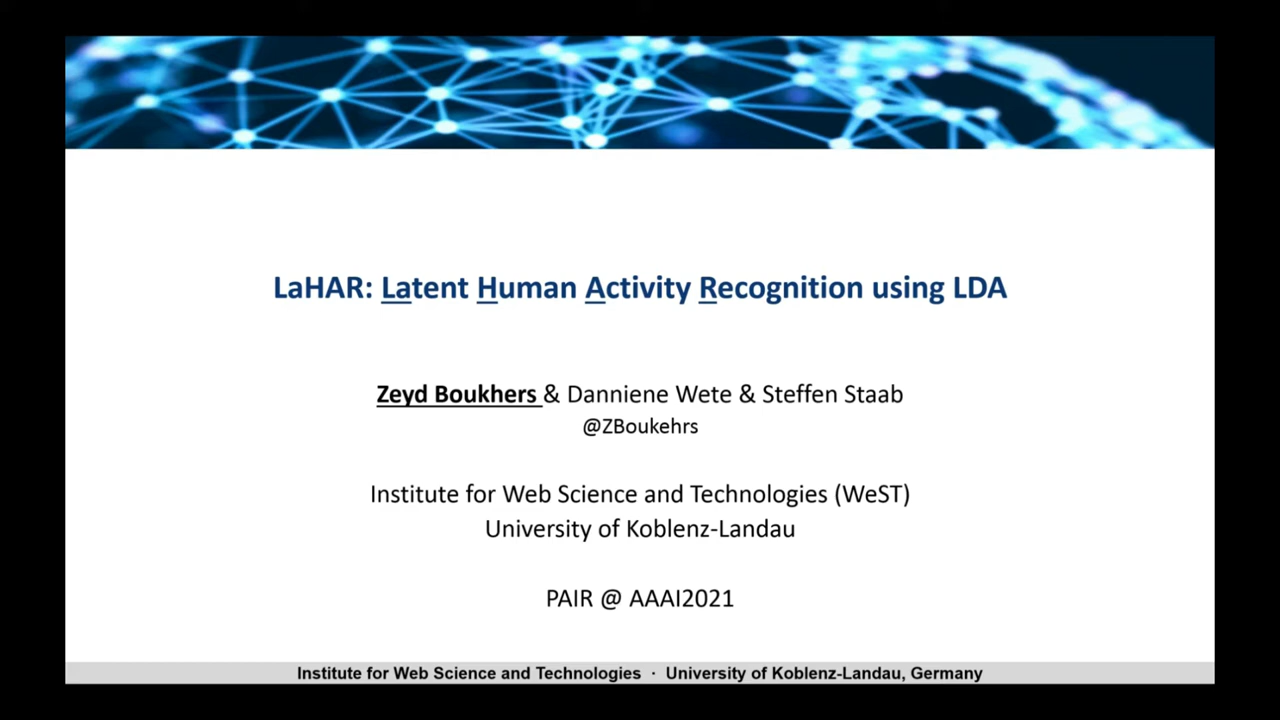 LaHAR: Latent Human Activity Recognition using LDA
Zeyd Boukhers & Danniene Wete & Steffen Staab
@ZBoukehrs
Institute for Web Science and Technologies (WeST)
University of Koblenz-Landau
PAIR @ AAAI2021
Institute for Web Science and Technologies · University of Koblenz-Landau, Germany